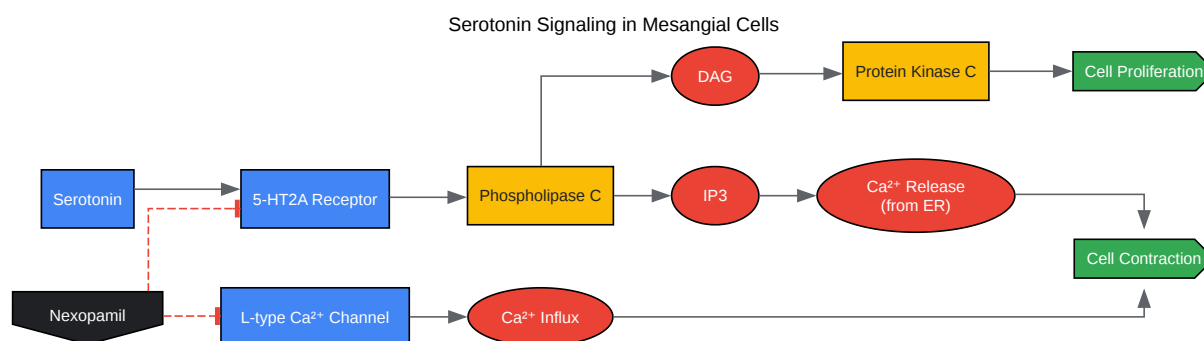 Serotonin Signaling in Mesangial Cells
DAG
Protein Kinase C
Cell Proliferation
Serotonin
5-HT2A Receptor
Phospholipase C
IP3
Ca²⁺ Release
(from ER)
Cell Contraction
Nexopamil
L-type Ca²⁺ Channel
Ca²⁺ Influx